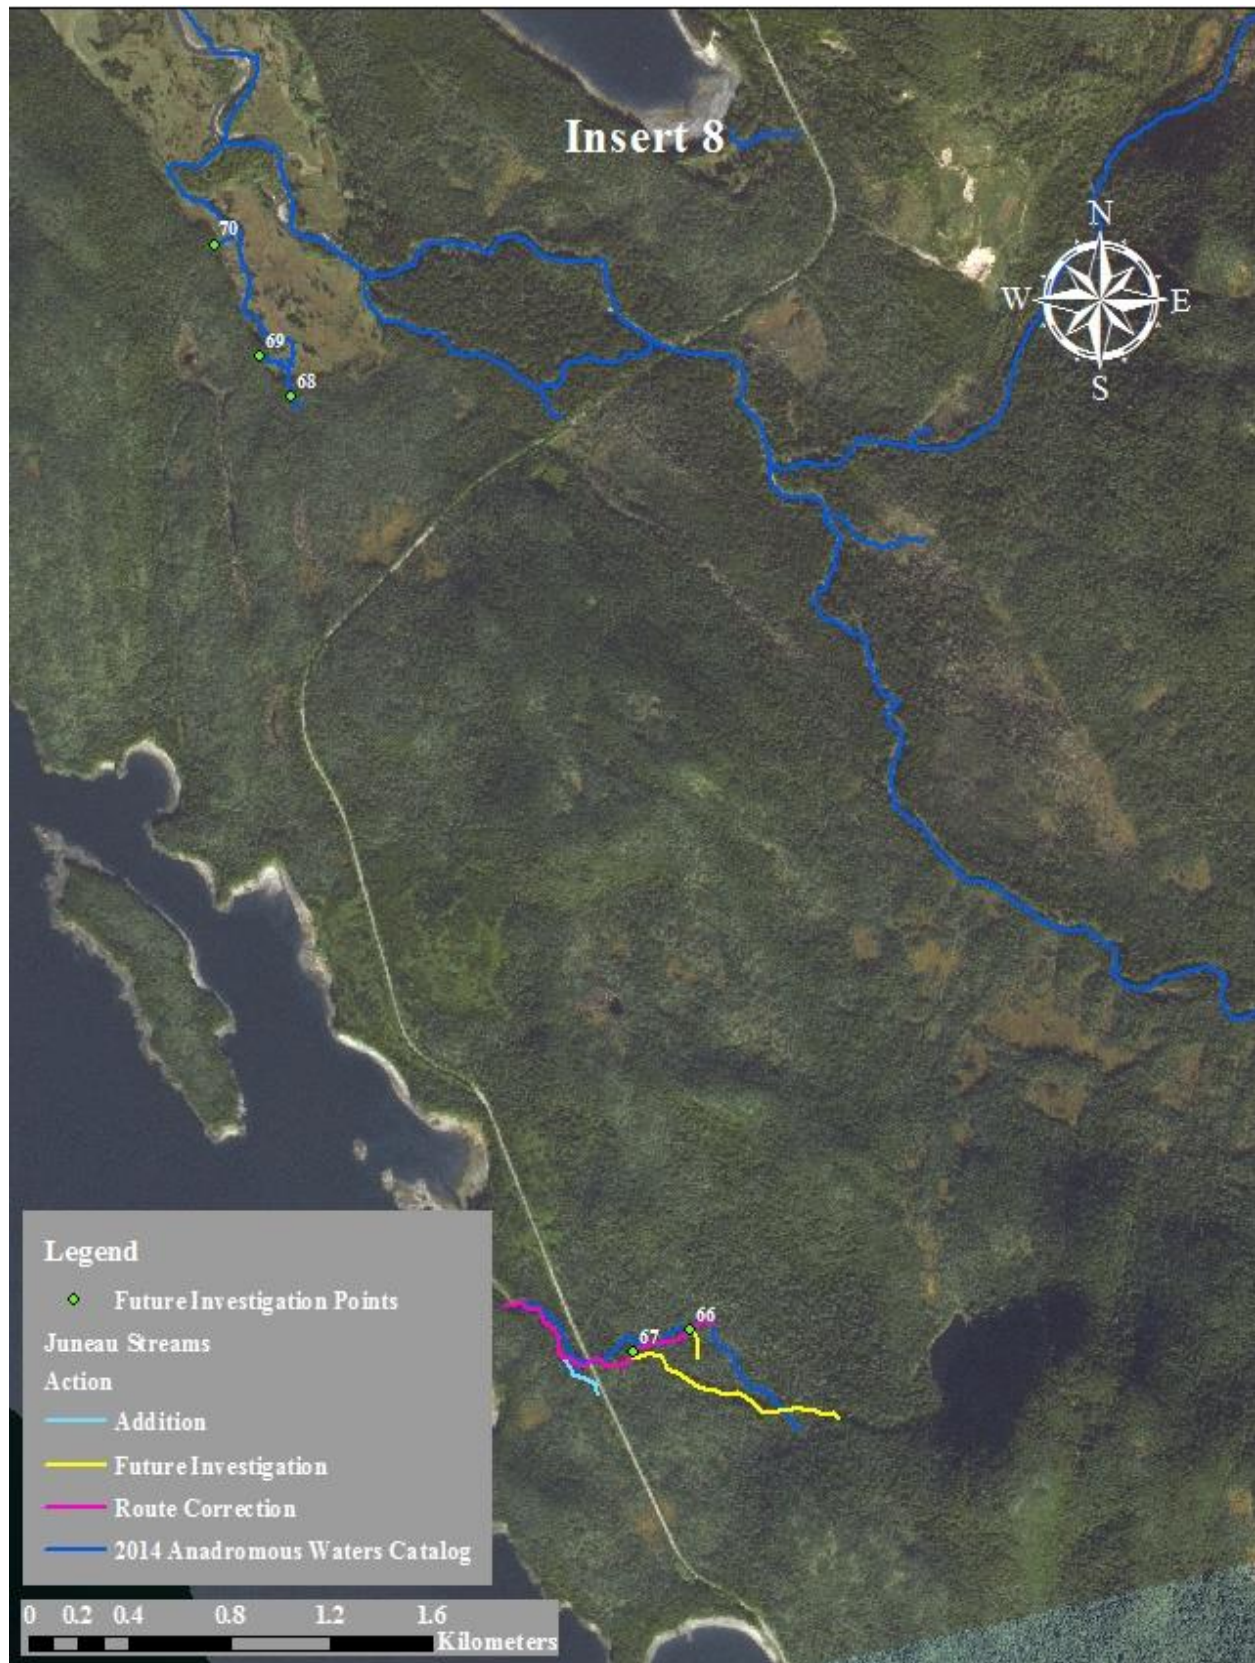 Insert 8
N
W
E
S
70
69
68
66
67
Legend
Future Investigation Points
Juneau Streams
Action
Addition
Future Investigation
Route Correction
2014 Anadromous Waters Catalog
0 0.2 0.4 0.8 1.2 1.6
Kilometers